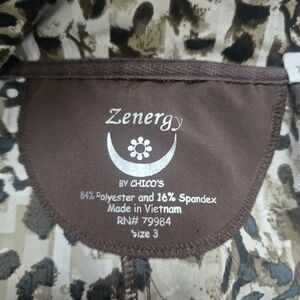 Zenergy
BY CHICO'S
84% Polyester and 16% Spandex
Made in Vietnam
RN# 79984
Size 3